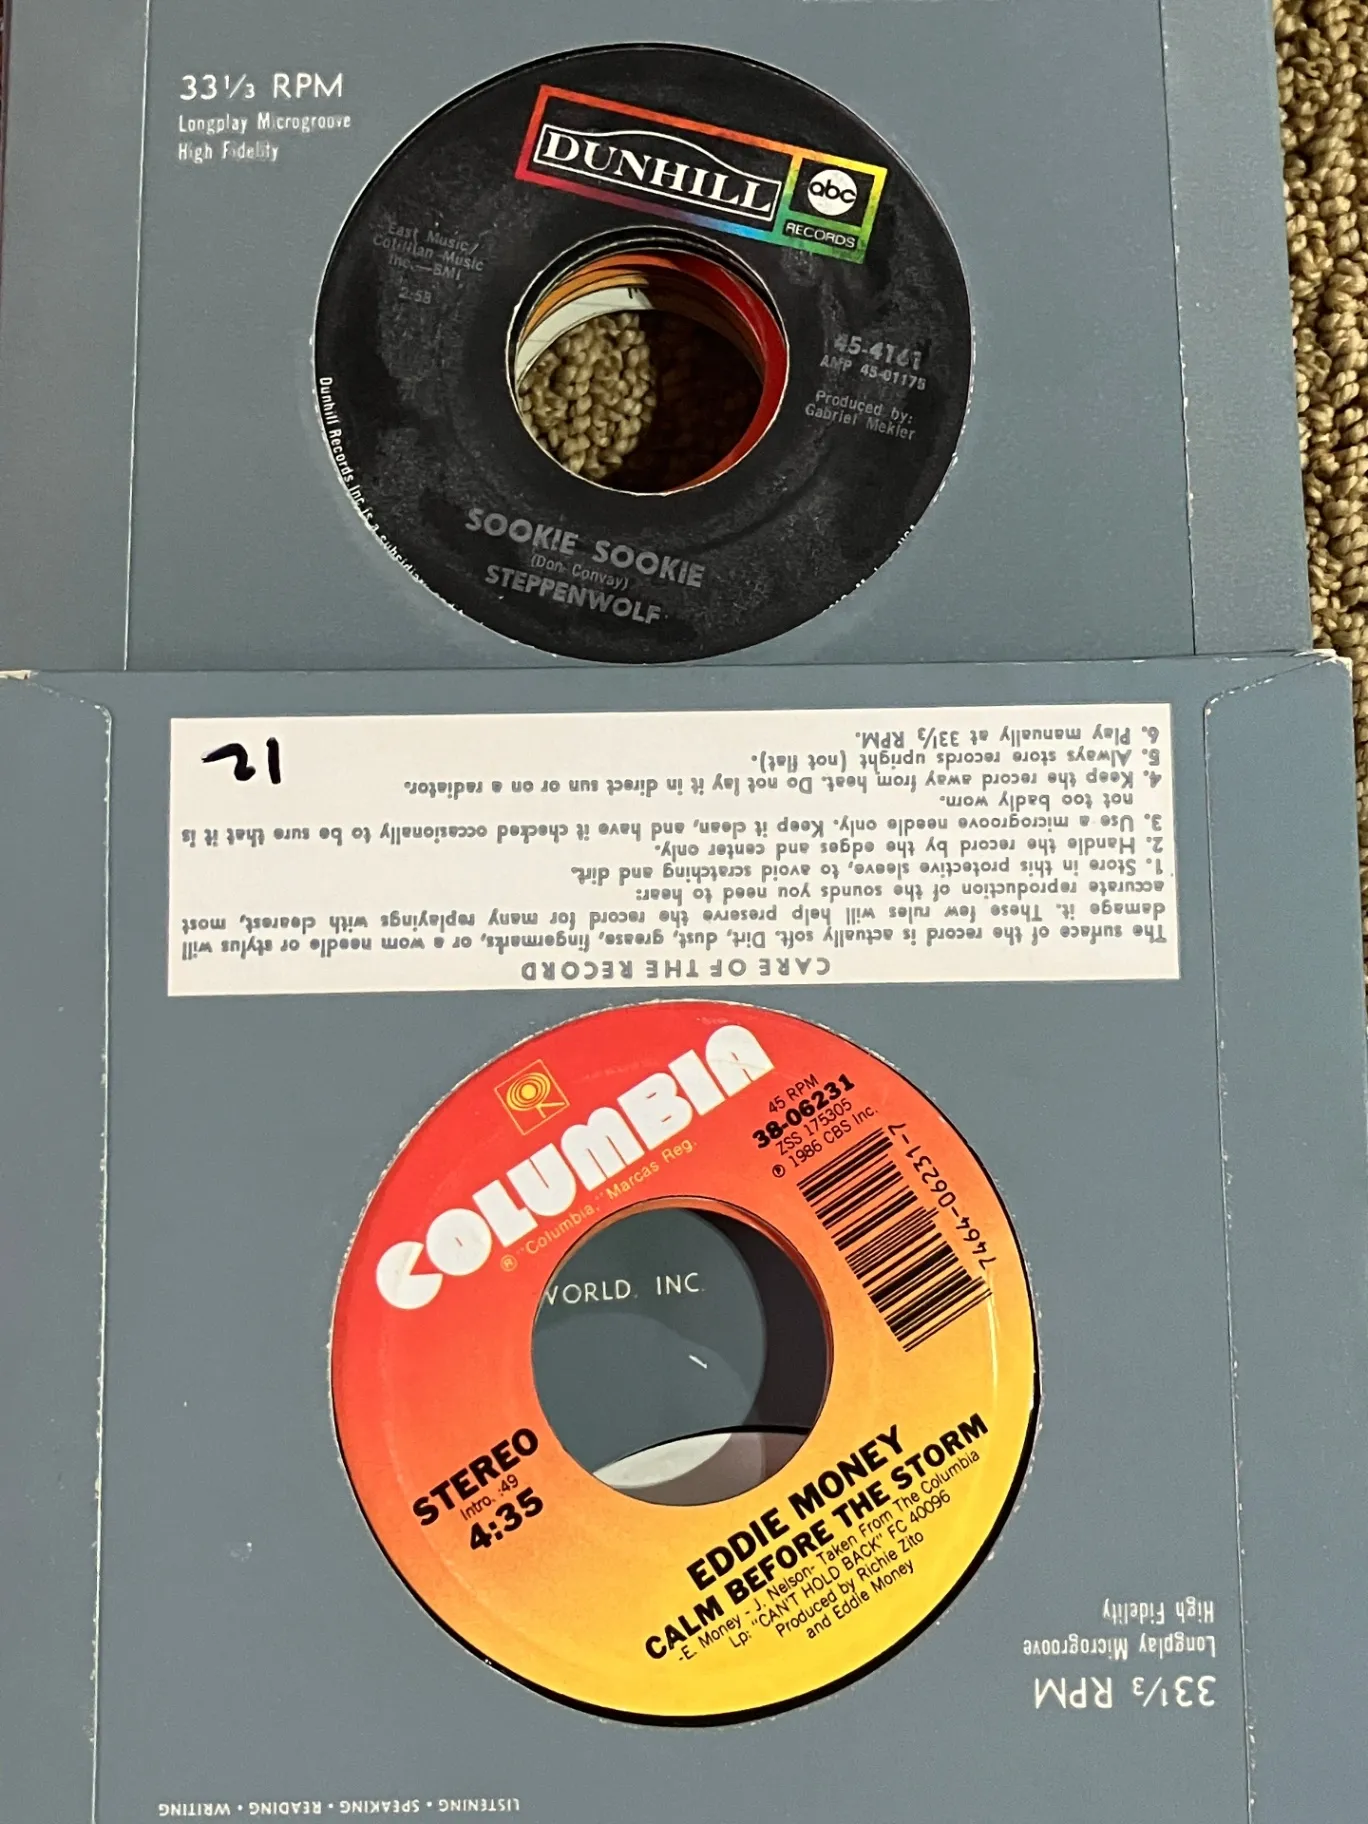 33⅓ RPM
Longplay Microgroove
High Fidelity
DUNHILL
abc
RECORDS
East Music/
Cotillian Music
Inc.—BMI
2:58
45-4161
AMP 45-01175
Produced by:
Gabriel Mekler
Dunhill Records Inc. is a subsidiary
SOOKIE SOOKIE
(Don Convay)
STEPPENWOLF
21
CARE OF THE RECORD
The surface of the record is actually soft. Dirt, dust, grease, fingermarks, or a worn needle or stylus will
damage it. These few rules will help preserve the record for many replayings with clearest, most
accurate reproduction of the sounds you need to hear:
1. Store in this protective sleeve, to avoid scratching and dirt.
2. Handle the record by the edges and center only.
3. Use a microgroove needle only. Keep it clean, and have it checked occasionally to be sure that it is
not too badly worn.
4. Keep the record away from heat. Do not lay it in direct sun or on a radiator.
5. Always store records upright (not flat).
6. Play manually at 33⅓ RPM.
COLUMBIA
® "Columbia," Marcas Reg.
45 RPM
38-06231
ZSS 175305
℗ 1986 CBS Inc.
7464-06231-7
WORLD, INC.
STEREO
Intro. :49
4:35
EDDIE MONEY
CALM BEFORE THE STORM
-E. Money - J. Nelson- Taken From The Columbia
Lp: "CAN'T HOLD BACK" FC 40096
Produced by Richie Zito
and Eddie Money
33⅓ RPM
Longplay Microgroove
High Fidelity
LISTENING • SPEAKING • READING • WRITING